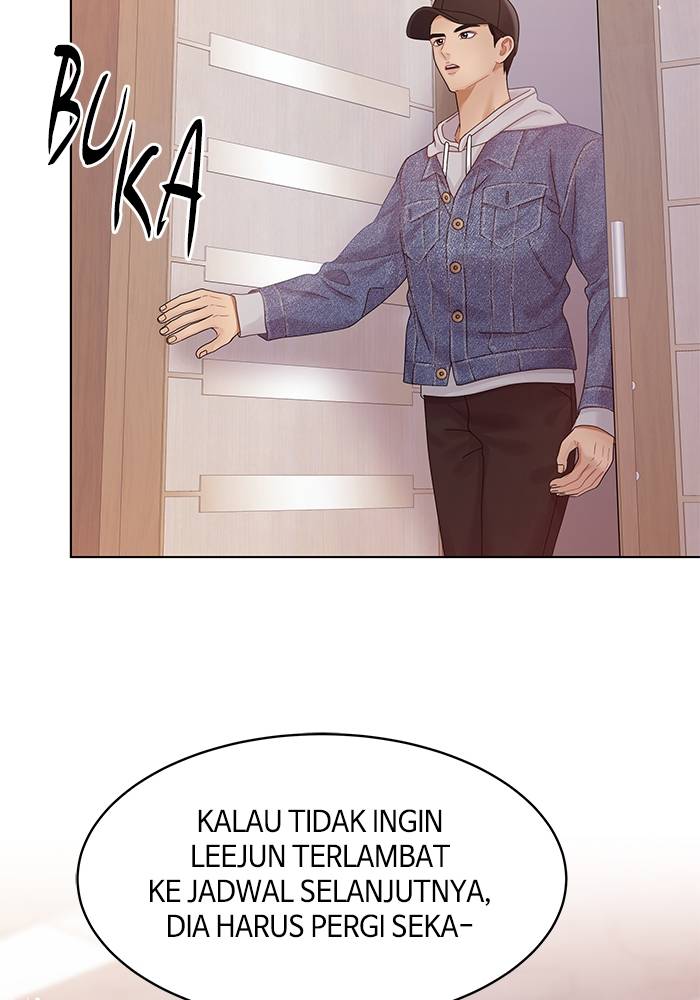 BUKA
KALAU TIDAK INGIN
LEEJUN TERLAMBAT
KE JADWAL SELANJUTNYA,
DIA HARUS PERGI SEKA-